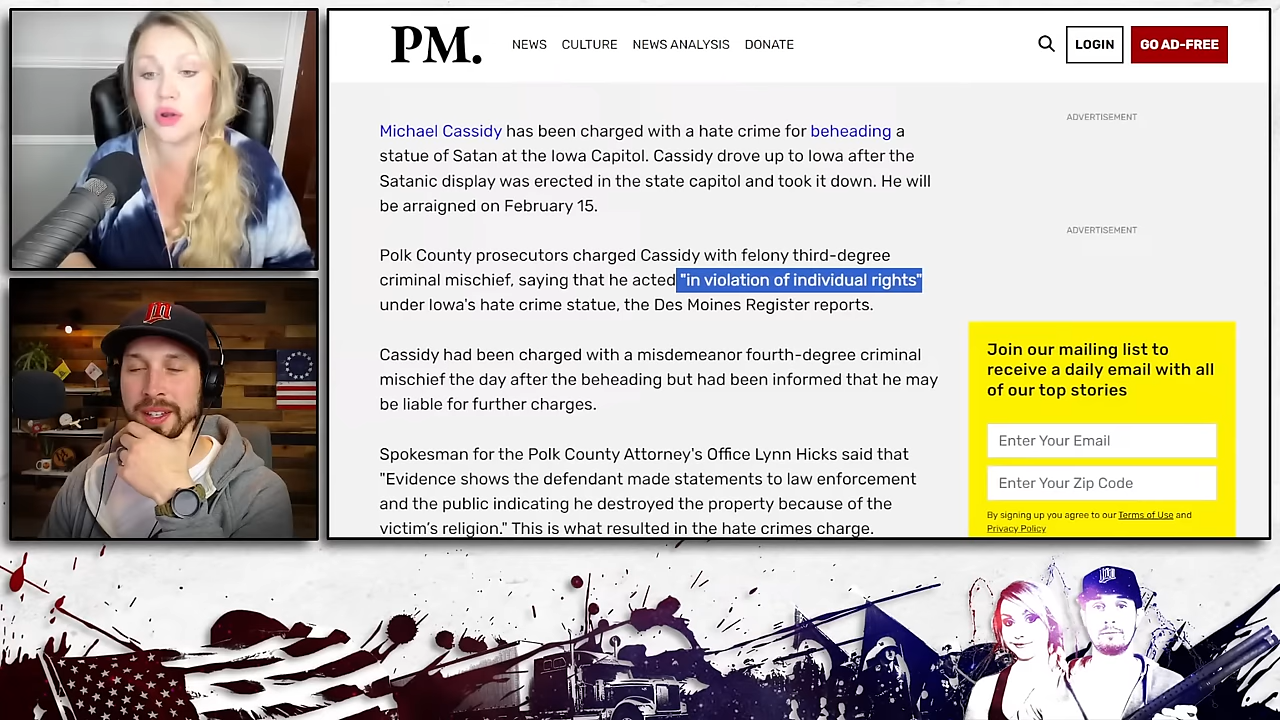 PM.
NEWS
CULTURE
NEWS ANALYSIS
DONATE
LOGIN
GO AD-FREE
Michael Cassidy has been charged with a hate crime for beheading a
statue of Satan at the Iowa Capitol. Cassidy drove up to Iowa after the
Satanic display was erected in the state capitol and took it down. He will
be arraigned on February 15.
Polk County prosecutors charged Cassidy with felony third-degree
criminal mischief, saying that he acted "in violation of individual rights"
under Iowa's hate crime statue, the Des Moines Register reports.
Cassidy had been charged with a misdemeanor fourth-degree criminal
mischief the day after the beheading but had been informed that he may
be liable for further charges.
Spokesman for the Polk County Attorney's Office Lynn Hicks said that
"Evidence shows the defendant made statements to law enforcement
and the public indicating he destroyed the property because of the
victim's religion." This is what resulted in the hate crimes charge.
ADVERTISEMENT
ADVERTISEMENT
Join our mailing list to
receive a daily email with all
of our top stories
Enter Your Email
Enter Your Zip Code
By signing up you agree to our Terms of Use and
Privacy Policy